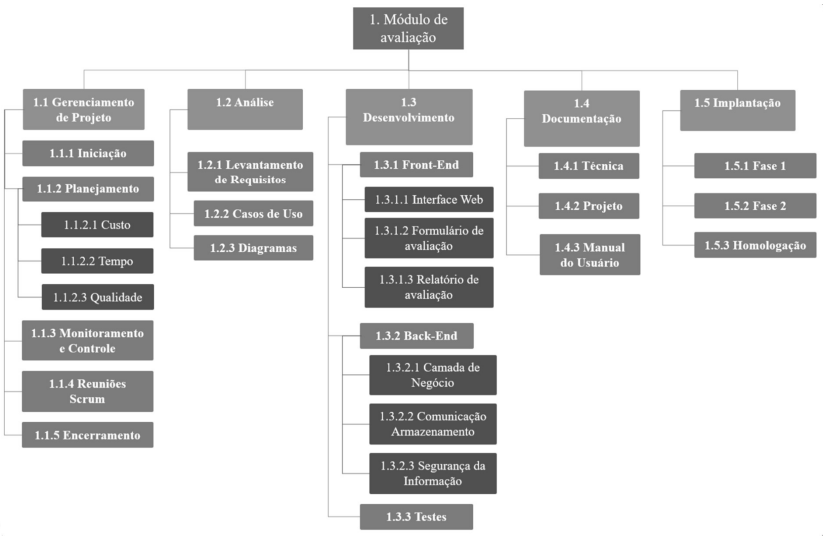 1. Módulo de
avaliação
1.1 Gerenciamento
de Projeto
1.1.1 Iniciação
1.1.2 Planejamento
1.1.2.1 Custo
1.1.2.2 Tempo
1.1.2.3 Qualidade
1.1.3 Monitoramento
e Controle
1.1.4 Reuniões
Scrum
1.1.5 Encerramento
1.2 Análise
1.2.1 Levantamento
de Requisitos
1.2.2 Casos de Uso
1.2.3 Diagramas
1.3
Desenvolvimento
1.3.1 Front-End
1.3.1.1 Interface Web
1.3.1.2 Formulário de
avaliação
1.3.1.3 Relatório de
avaliação
1.3.2 Back-End
1.3.2.1 Camada de
Negócio
1.3.2.2 Comunicação
Armazenamento
1.3.2.3 Segurança da
Informação
1.3.3 Testes
1.4
Documentação
1.4.1 Técnica
1.4.2 Projeto
1.4.3 Manual
do Usuário
1.5 Implantação
1.5.1 Fase 1
1.5.2 Fase 2
1.5.3 Homologação